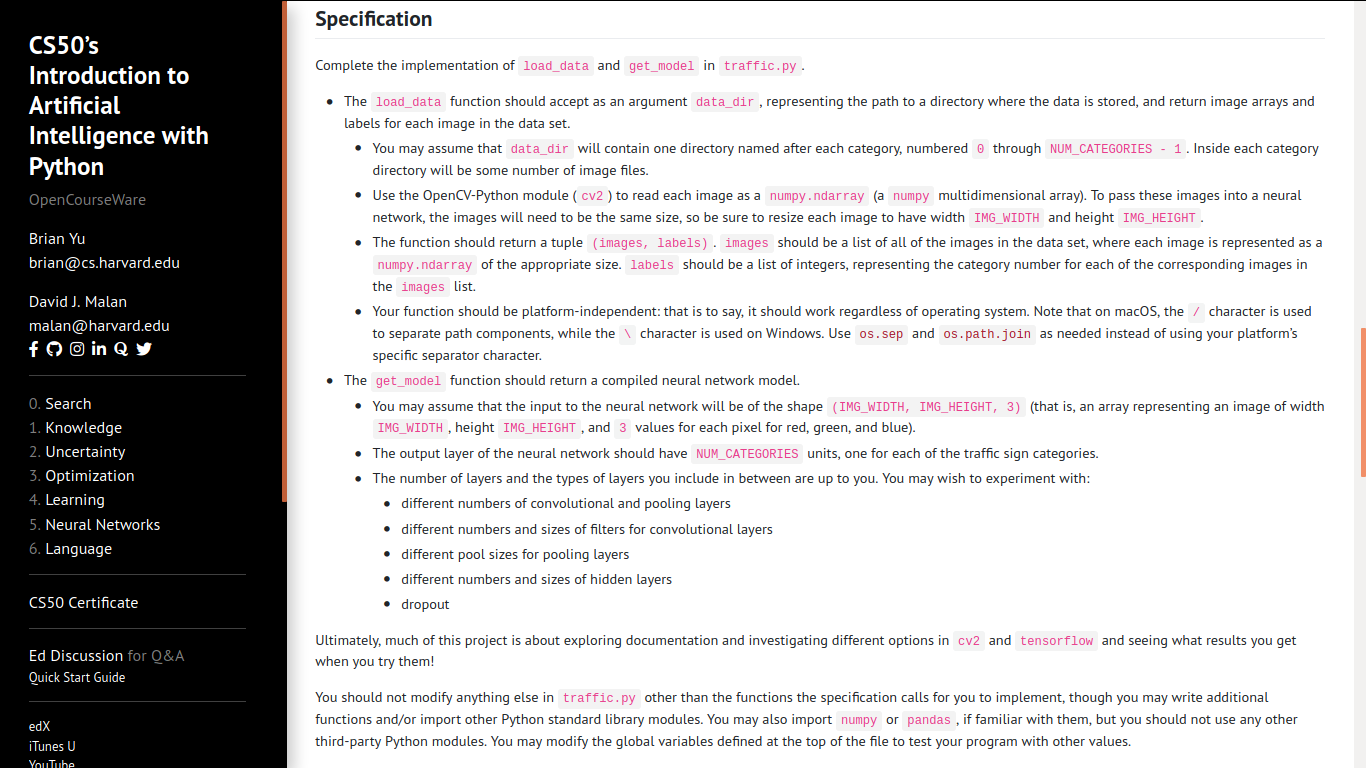 CS50’s
Introduction to
Artificial
Intelligence with
Python
OpenCourseWare
Brian Yu
brian@cs.harvard.edu
David J. Malan
malan@harvard.edu
0. Search
1. Knowledge
2. Uncertainty
3. Optimization
4. Learning
5. Neural Networks
6. Language
CS50 Certificate
Ed Discussion for Q&A
Quick Start Guide
edX
iTunes U
YouTube
Specification
Complete the implementation of load_data and get_model in traffic.py.
• The load_data function should accept as an argument data_dir, representing the path to a directory where the data is stored, and return image arrays and
labels for each image in the data set.
• You may assume that data_dir will contain one directory named after each category, numbered 0 through NUM_CATEGORIES - 1. Inside each category
directory will be some number of image files.
• Use the OpenCV-Python module (cv2) to read each image as a numpy.ndarray (a numpy multidimensional array). To pass these images into a neural
network, the images will need to be the same size, so be sure to resize each image to have width IMG_WIDTH and height IMG_HEIGHT.
• The function should return a tuple (images, labels). images should be a list of all of the images in the data set, where each image is represented as a
numpy.ndarray of the appropriate size. labels should be a list of integers, representing the category number for each of the corresponding images in
the images list.
• Your function should be platform-independent: that is to say, it should work regardless of operating system. Note that on macOS, the / character is used
to separate path components, while the \ character is used on Windows. Use os.sep and os.path.join as needed instead of using your platform’s
specific separator character.
• The get_model function should return a compiled neural network model.
• You may assume that the input to the neural network will be of the shape (IMG_WIDTH, IMG_HEIGHT, 3) (that is, an array representing an image of width
IMG_WIDTH, height IMG_HEIGHT, and 3 values for each pixel for red, green, and blue).
• The output layer of the neural network should have NUM_CATEGORIES units, one for each of the traffic sign categories.
• The number of layers and the types of layers you include in between are up to you. You may wish to experiment with:
• different numbers of convolutional and pooling layers
• different numbers and sizes of filters for convolutional layers
• different pool sizes for pooling layers
• different numbers and sizes of hidden layers
• dropout
Ultimately, much of this project is about exploring documentation and investigating different options in cv2 and tensorflow and seeing what results you get
when you try them!
You should not modify anything else in traffic.py other than the functions the specification calls for you to implement, though you may write additional
functions and/or import other Python standard library modules. You may also import numpy or pandas, if familiar with them, but you should not use any other
third-party Python modules. You may modify the global variables defined at the top of the file to test your program with other values.